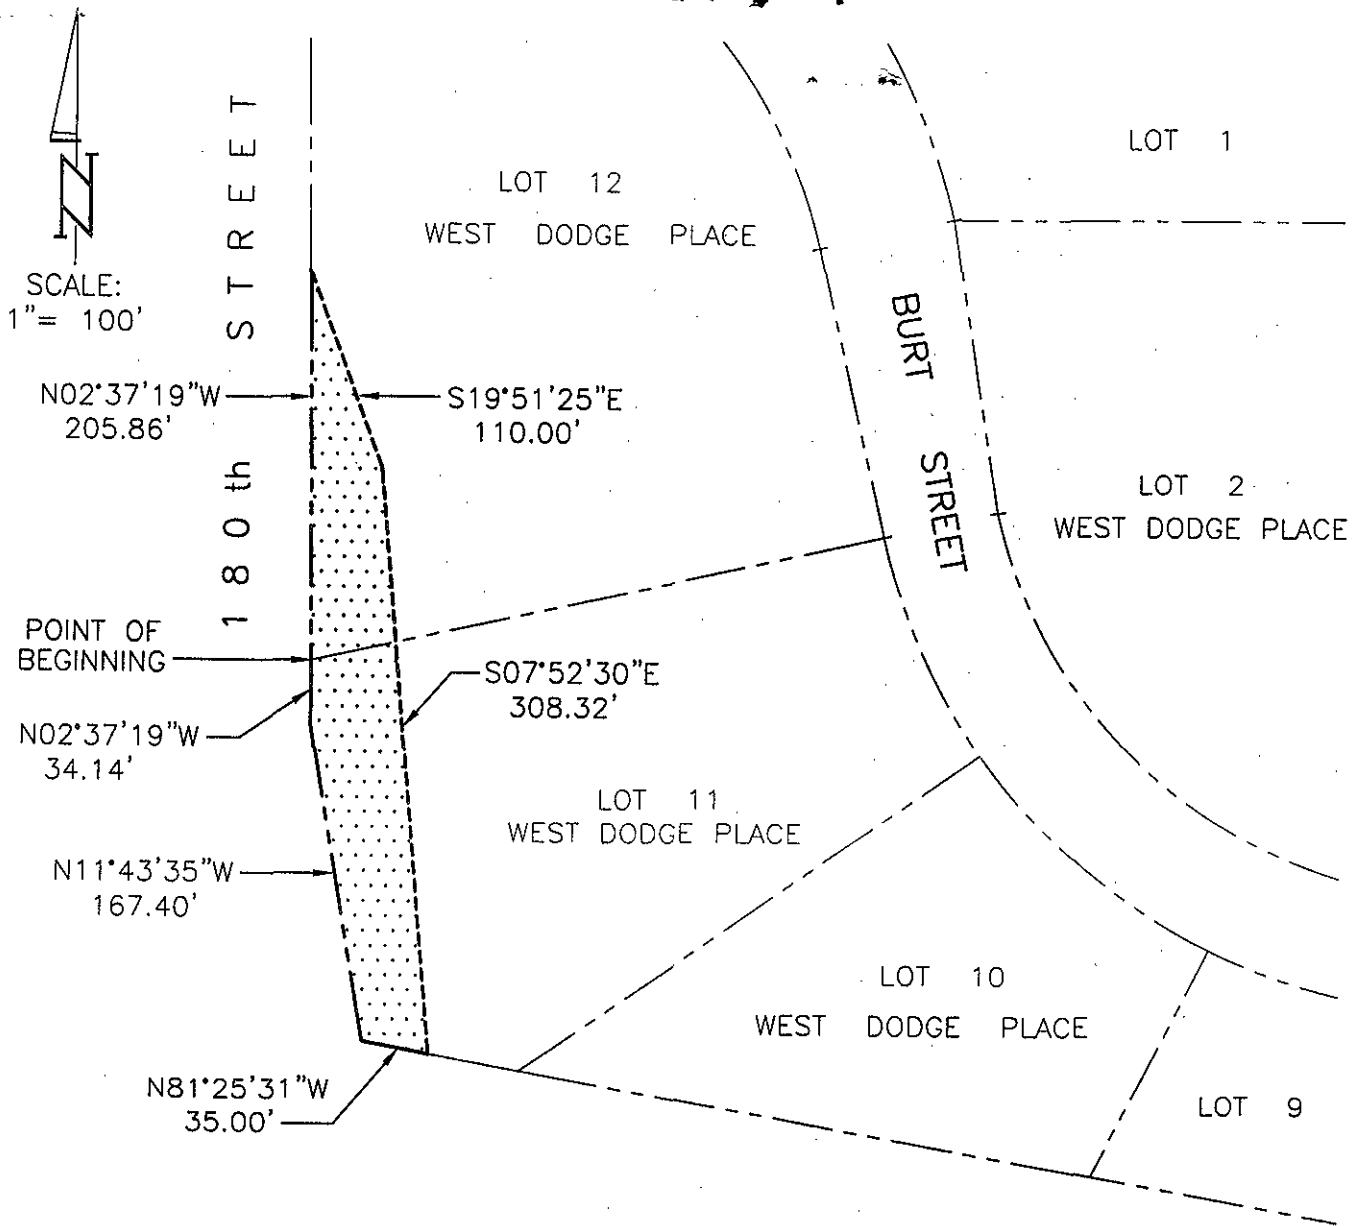 N
SCALE:
1"= 100'
180th STREET
LOT 12
WEST DODGE PLACE
LOT 1
BURT STREET
N02°37'19"W
205.86'
S19°51'25"E
110.00'
LOT 2
WEST DODGE PLACE
POINT OF
BEGINNING
S07°52'30"E
308.32'
N02°37'19"W
34.14'
LOT 11
WEST DODGE PLACE
N11°43'35"W
167.40'
LOT 10
WEST DODGE PLACE
N81°25'31"W
35.00'
LOT 9